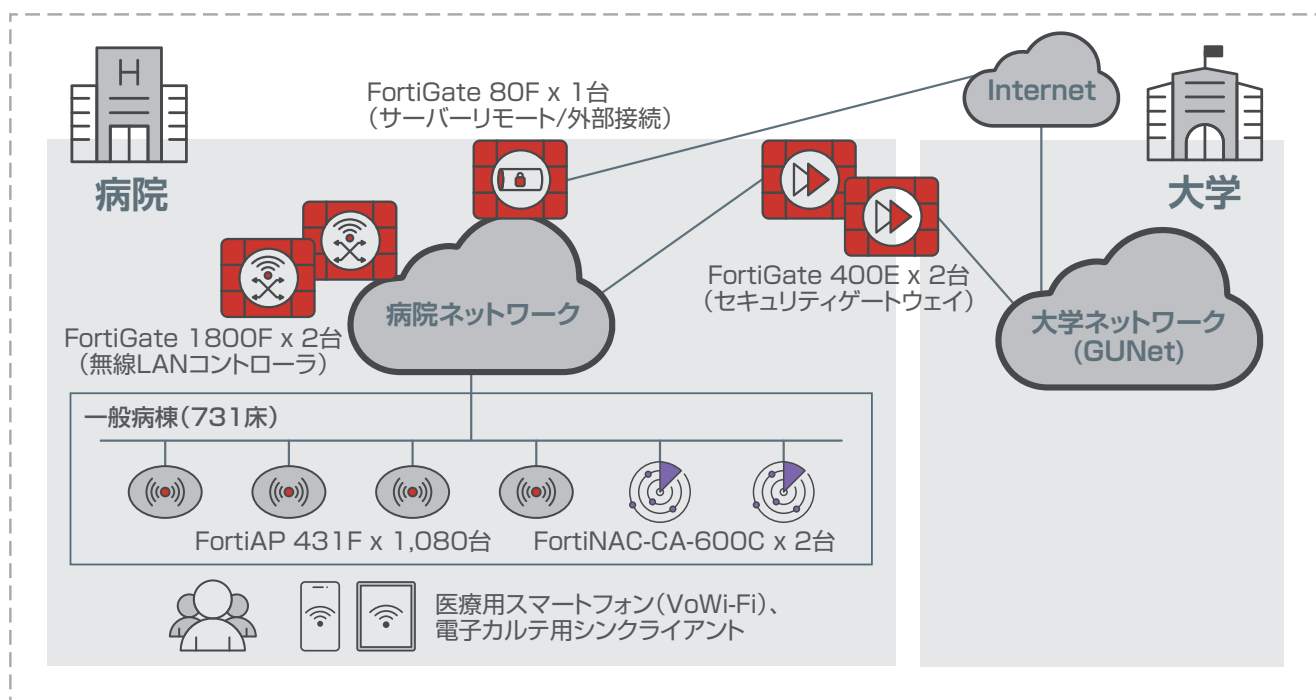 H
FortiGate 80F x 1台
（サーバーリモート/外部接続）
Internet
病院
大学
FortiGate 1800F x 2台
（無線LANコントローラ）
病院ネットワーク
FortiGate 400E x 2台
（セキュリティゲートウェイ）
大学ネットワーク
(GUNet)
一般病棟（731床）
FortiAP 431F x 1,080台
FortiNAC-CA-600C x 2台
医療用スマートフォン（VoWi-Fi）、
電子カルテ用シンクライアント